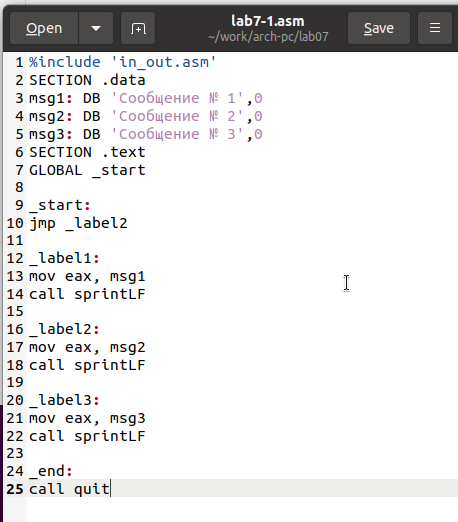 Open
lab7-1.asm
~/work/arch-pc/lab07
Save
1 %include 'in_out.asm'
2 SECTION .data
3 msg1: DB 'Сообщение № 1',0
4 msg2: DB 'Сообщение № 2',0
5 msg3: DB 'Сообщение № 3',0
6 SECTION .text
7 GLOBAL _start
8
9 _start:
10 jmp _label2
11
12 _label1:
13 mov eax, msg1
14 call sprintLF
15
16 _label2:
17 mov eax, msg2
18 call sprintLF
19
20 _label3:
21 mov eax, msg3
22 call sprintLF
23
24 _end:
25 call quit